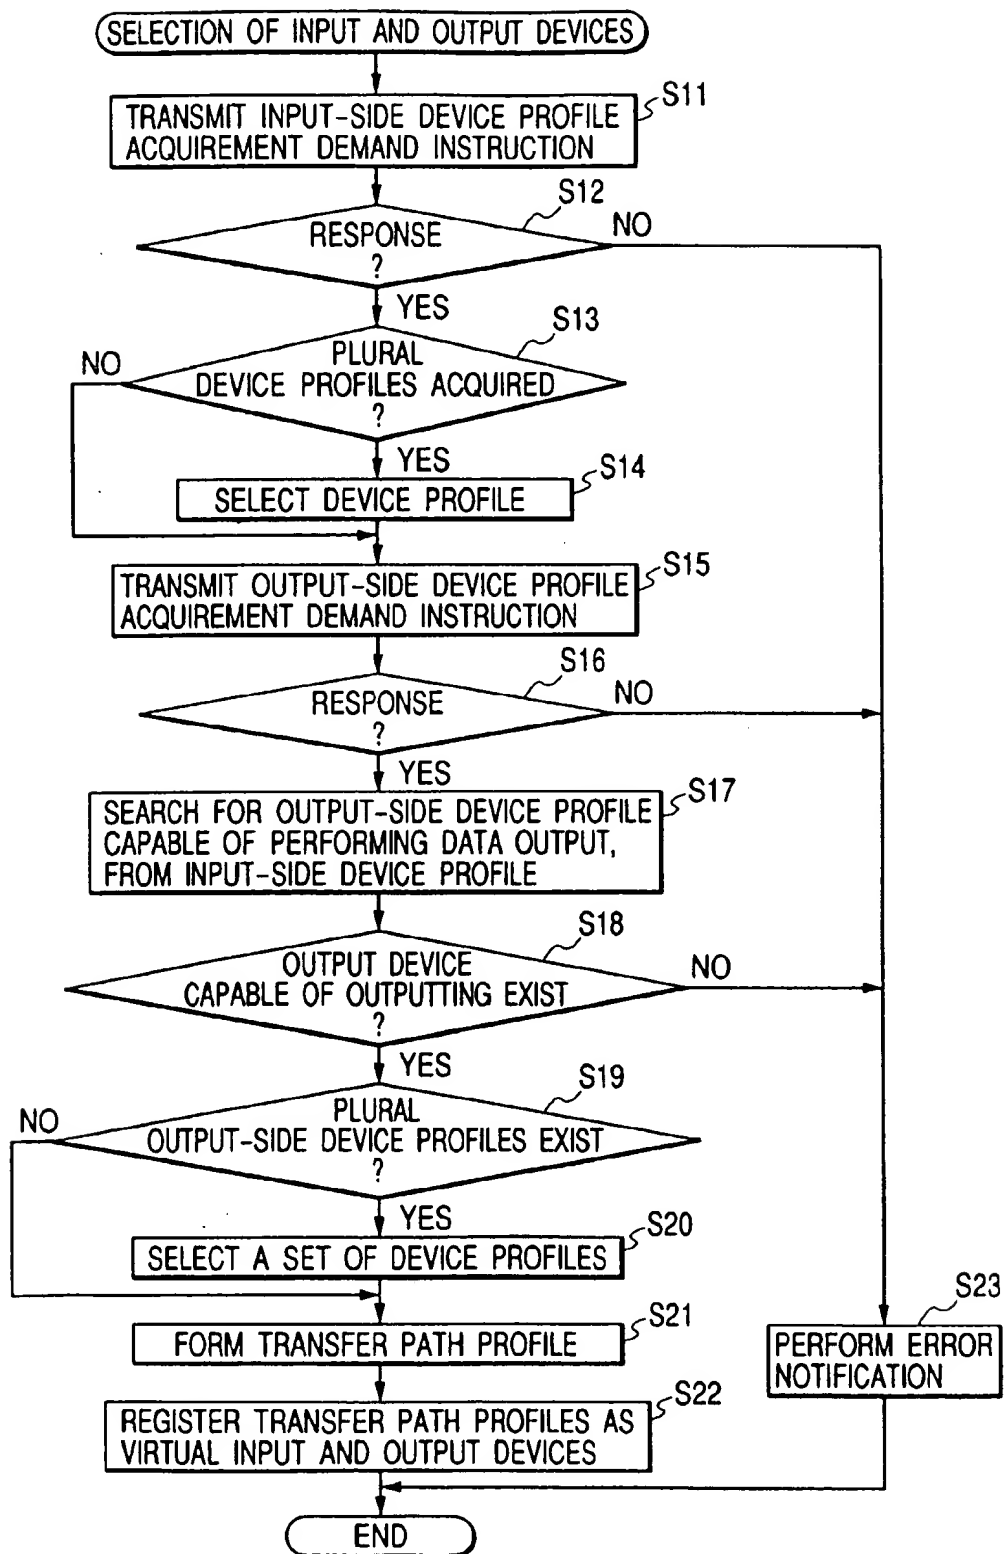 SELECTION OF INPUT AND OUTPUT DEVICES
S11
TRANSMIT INPUT-SIDE DEVICE PROFILE
ACQUIREMENT DEMAND INSTRUCTION
S12
NO
RESPONSE
?
YES
S13
NO
PLURAL
DEVICE PROFILES ACQUIRED
?
YES
S14
SELECT DEVICE PROFILE
S15
TRANSMIT OUTPUT-SIDE DEVICE PROFILE
ACQUIREMENT DEMAND INSTRUCTION
S16
NO
RESPONSE
?
YES
S17
SEARCH FOR OUTPUT-SIDE DEVICE PROFILE
CAPABLE OF PERFORMING DATA OUTPUT,
FROM INPUT-SIDE DEVICE PROFILE
S18
OUTPUT DEVICE
NO
CAPABLE OF OUTPUTTING EXIST
?
YES
S19
NO
PLURAL
OUTPUT-SIDE DEVICE PROFILES EXIST
?
YES
S20
SELECT A SET OF DEVICE PROFILES
S21
FORM TRANSFER PATH PROFILE
S23
PERFORM ERROR
NOTIFICATION
S22
REGISTER TRANSFER PATH PROFILES AS
VIRTUAL INPUT AND OUTPUT DEVICES
END